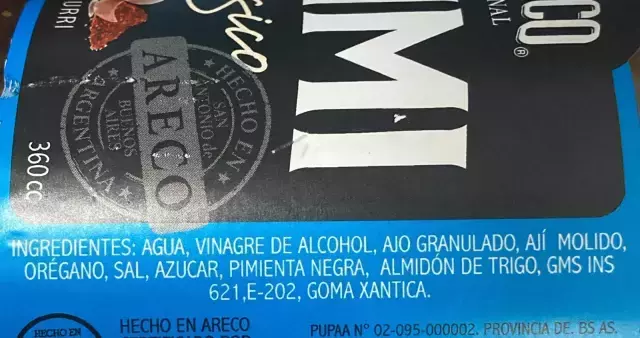 URRI
sico
IMI
CO
NAL
®
HECHO EN
ARGENTINA
SAN
ANTONIO de
ARECO
BUENOS
AIRES
360 cc
INGREDIENTES: AGUA, VINAGRE DE ALCOHOL, AJO GRANULADO, AJÍ MOLIDO,
ORÉGANO, SAL, AZUCAR, PIMIENTA NEGRA, ALMIDÓN DE TRIGO, GMS INS
621,E-202, GOMA XANTICA.
HECHO EN
HECHO EN ARECO
PUPAA N° 02-095-000002. PROVINCIA DE. BS AS.